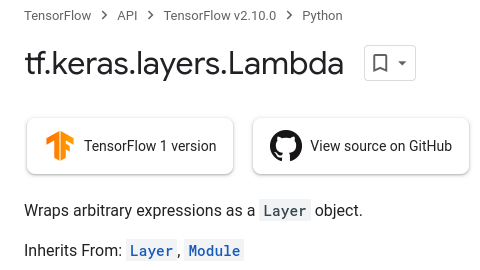 TensorFlow > API > TensorFlow v2.10.0 > Python
tf.keras.layers.Lambda
TensorFlow 1 version View source on GitHub
Wraps arbitrary expressions as a Layer object.
Inherits From: Layer, Module